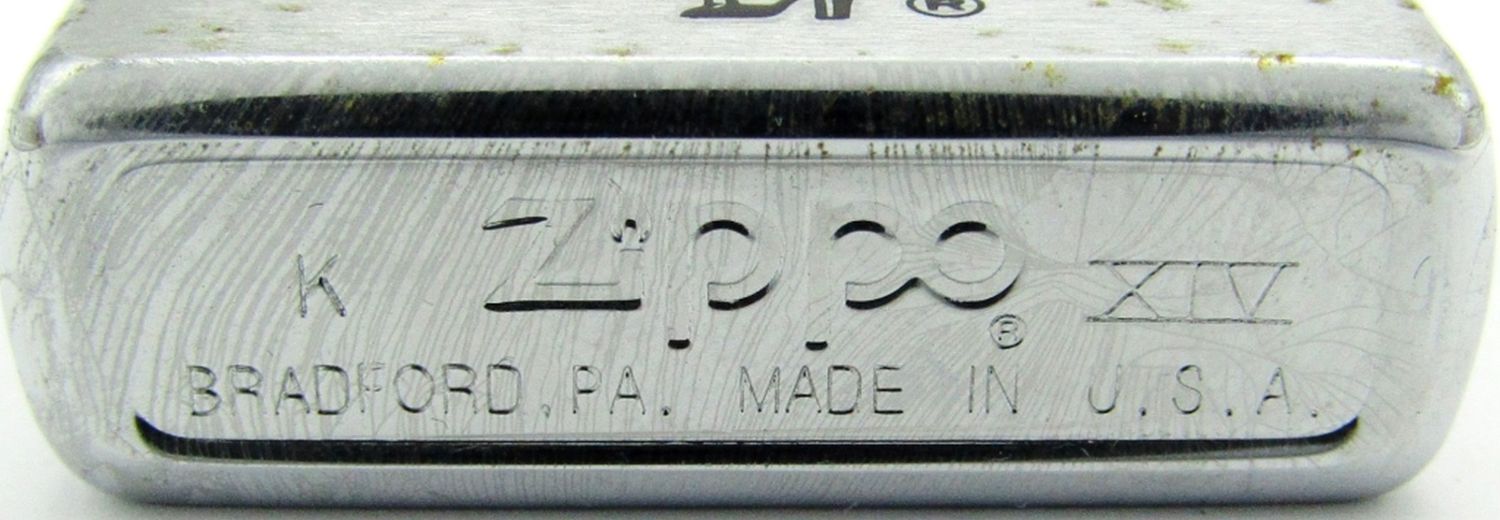 K Zippo® XIV
BRADFORD, PA. MADE IN U.S.A.